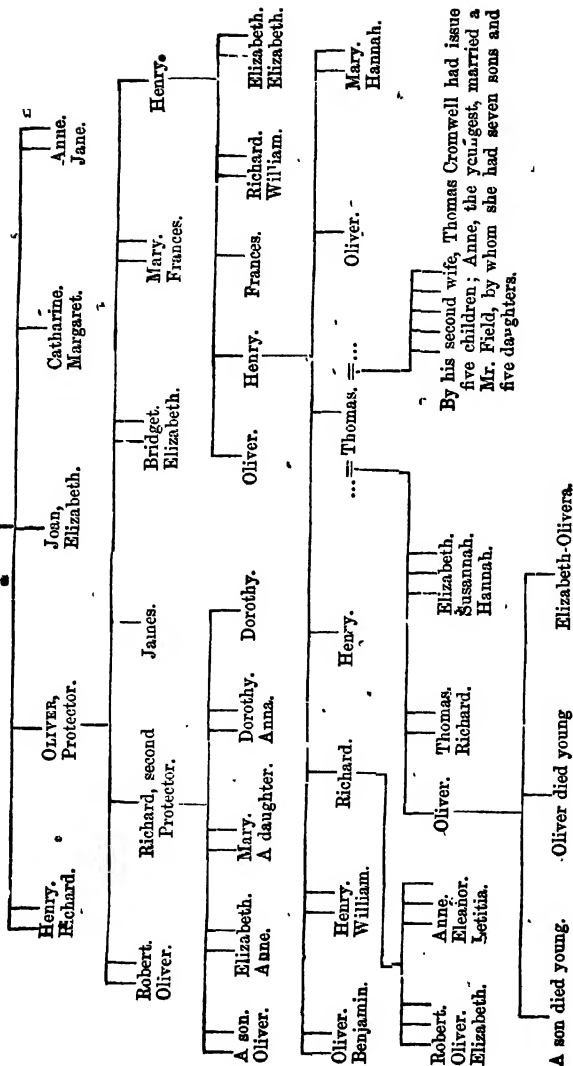 Henry.
Richard.
OLIVER,
Protector.
Joan,
Elizabeth.
Catharine.
Margaret.
Anne.
Jane.
Robert.
Oliver.
Richard, second
Protector.
James.
Bridget.
Elizabeth.
Mary.
Frances.
Henry.
A son.
Oliver.
Elizabeth.
Anne.
Mary.
A daughter.
Dorothy.
Anna.
Dorothy.
Oliver.
Henry.
Frances.
Richard.
William.
Elizabeth.
Elizabeth.
Oliver.
Benjamin.
Henry.
William.
Richard.
Henry.
...=Thomas.=...
Oliver.
Mary.
Hannah.
Robert.
Oliver.
Elizabeth.
Anne.
Eleanor.
Letitia.
Oliver.
Thomas.
Richard.
Elizabeth.
Susannah.
Hannah.
By his second wife, Thomas Cromwell had issue
five children; Anne, the youngest, married a
Mr. Field, by whom she had seven sons and
five daughters.
A son died young.
Oliver died young
Elizabeth-Olivera.